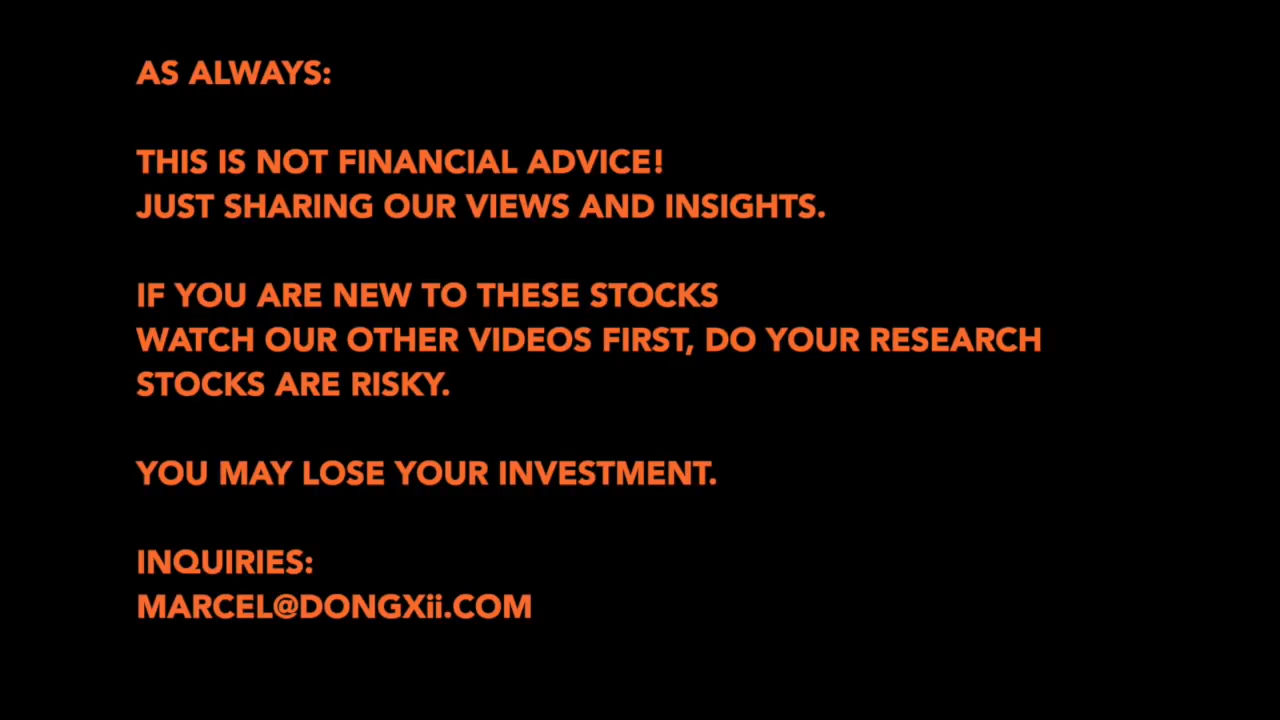 AS ALWAYS:
THIS IS NOT FINANCIAL ADVICE!
JUST SHARING OUR VIEWS AND INSIGHTS.
IF YOU ARE NEW TO THESE STOCKS
WATCH OUR OTHER VIDEOS FIRST, DO YOUR RESEARCH
STOCKS ARE RISKY.
YOU MAY LOSE YOUR INVESTMENT.
INQUIRIES:
MARCEL@DONGXii.COM